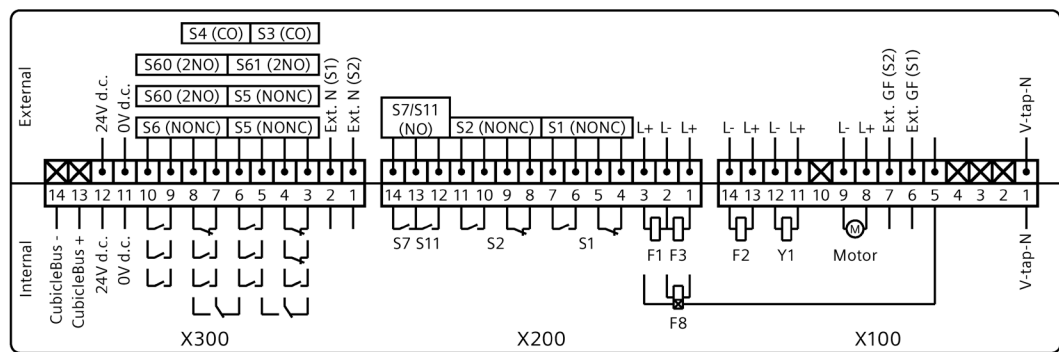 S4 (CO) S3 (CO)
S60 (2NO) S61 (2NO)
S60 (2NO) S5 (NONC)
S6 (NONC) S5 (NONC)
External
24V d.c.
0V d.c.
Ext. N (S1)
Ext. N (S2)
S7/S11
(NO)
S2 (NONC) S1 (NONC)
L+ L- L+
L- L+ L- L+
L- L+
Ext. GF (S2)
Ext. GF (S1)
V-tap-N
14 13 12 11 10 9 8 7 6 5 4 3 2 1
14 13 12 11 10 9 8 7 6 5 4 3 2 1
14 13 12 11 10 9 8 7 6 5 4 3 2 1
Internal
CubicleBus -
CubicleBus +
24V d.c.
0V d.c.
S7 S11 S2 S1
F1 F3
F8
F2 Y1
M
Motor
V-tap-N
X300 X200 X100